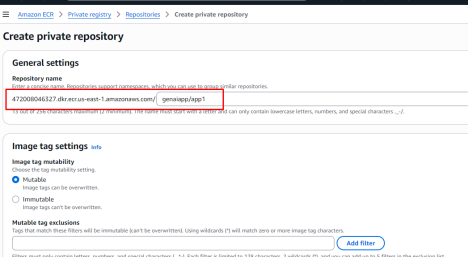 Amazon ECR > Private registry > Repositories > Create private repository
Create private repository
General settings
Repository name
Enter a concise name. Repositories support namespaces, which you can use to group similar repositories.
472008046327.dkr.ecr.us-east-1.amazonaws.com/ genaiapp/app1
13 out of 256 characters maximum (2 minimum). The name must start with a letter and can only contain lowercase letters, numbers, and special characters ._-/.
Image tag settings Info
Image tag mutability
Choose the tag mutability setting.
Mutable
Image tags can be overwritten.
Immutable
Image tags can't be overwritten.
Mutable tag exclusions
Tags that match these filters will be immutable (can't be overwritten). Using wildcards (*) will match zero or more image tag characters.
Add filter
Filters must only contain letters, numbers, and special characters (._*-). Each filter is limited to 128 characters, 2 wildcards (*), and you can add up to 5 filters in the exclusion list.